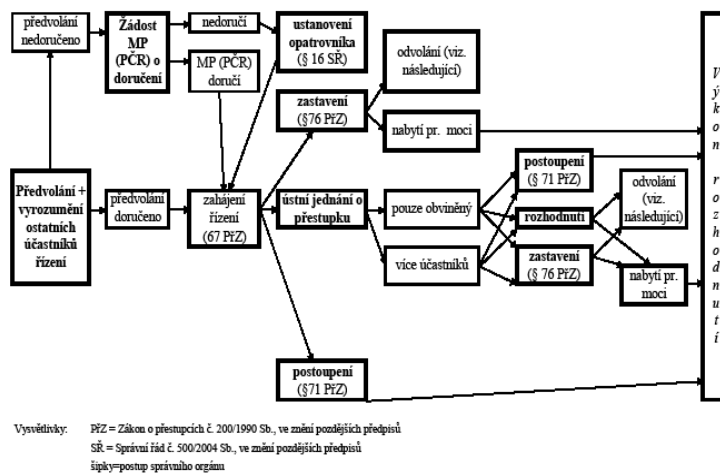 předvolání
nedoručeno
Žádost
MP
(PČR) o
doručení
nedoručí
MP (PČR)
doručí
ustanovení
opatrovníka
(§ 16 SŘ)
zastavení
(§76 PřZ)
odvolání (viz.
následující)
nabytí pr. moci
Předvolání +
vyrozumění
ostatních
účastníků
řízení
předvolání
doručeno
zahájení
řízení
(67 PřZ)
ústní jednání o
přestupku
pouze obviněný
více účastníků
postoupení
(§ 71 PřZ)
rozhodnutí
zastavení
(§ 76 PřZ)
odvolání
(viz.
následující)
nabytí pr.
moci
postoupení
(§71 PřZ)
V
ý
k
o
n
r
o
z
h
o
d
n
u
t
í
Vysvětlivky: PřZ = Zákon o přestupcích č. 200/1990 Sb., ve znění pozdějších předpisů
SŘ = Správní řád č. 500/2004 Sb., ve znění pozdějších předpisů
šipky=postup správního orgánu